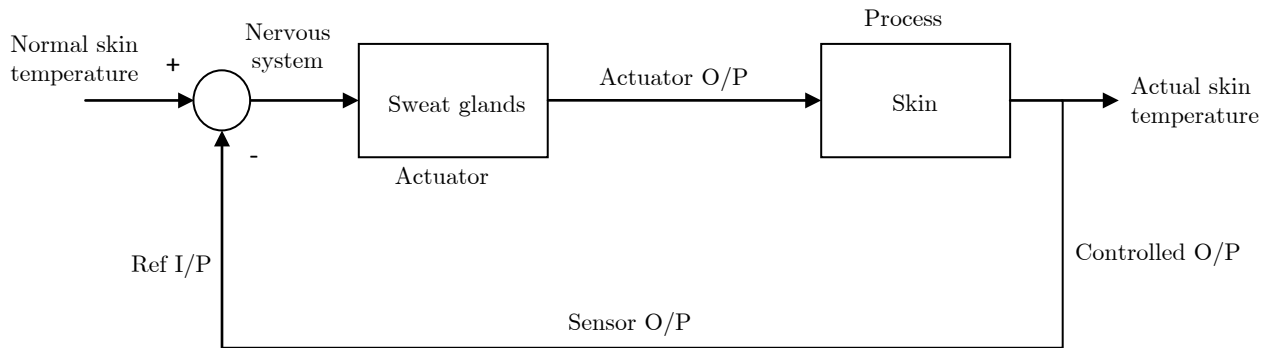 Process
Normal skin
temperature
+
Nervous
system
Sweat glands
Actuator O/P
Skin
Actual skin
temperature
-
Actuator
Ref I/P
Controlled O/P
Sensor O/P